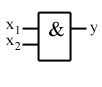 x₁ & y
x₂